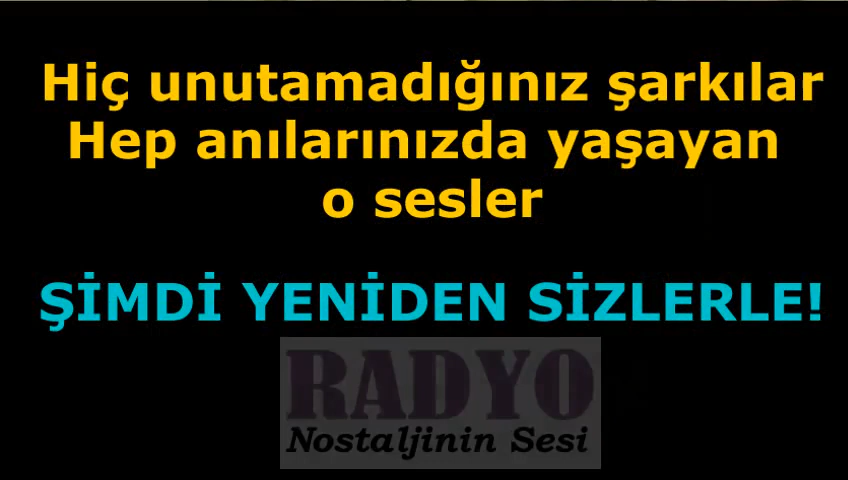 Hiç unutamadığınız şarkılar
Hep anılarınızda yaşayan
o sesler
ŞİMDİ YENİDEN SİZLERLE!
RADYO
Nostaljinin Sesi